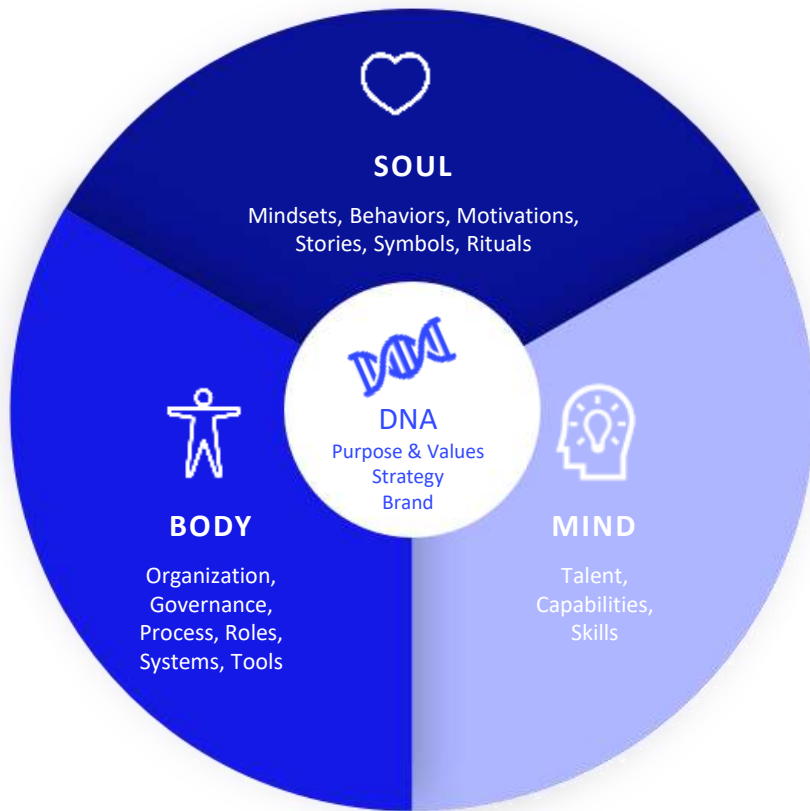 SOUL
Mindsets, Behaviors, Motivations,
Stories, Symbols, Rituals
DNA
Purpose & Values
Strategy
Brand
BODY
Organization,
Governance,
Process, Roles,
Systems, Tools
MIND
Talent,
Capabilities,
Skills